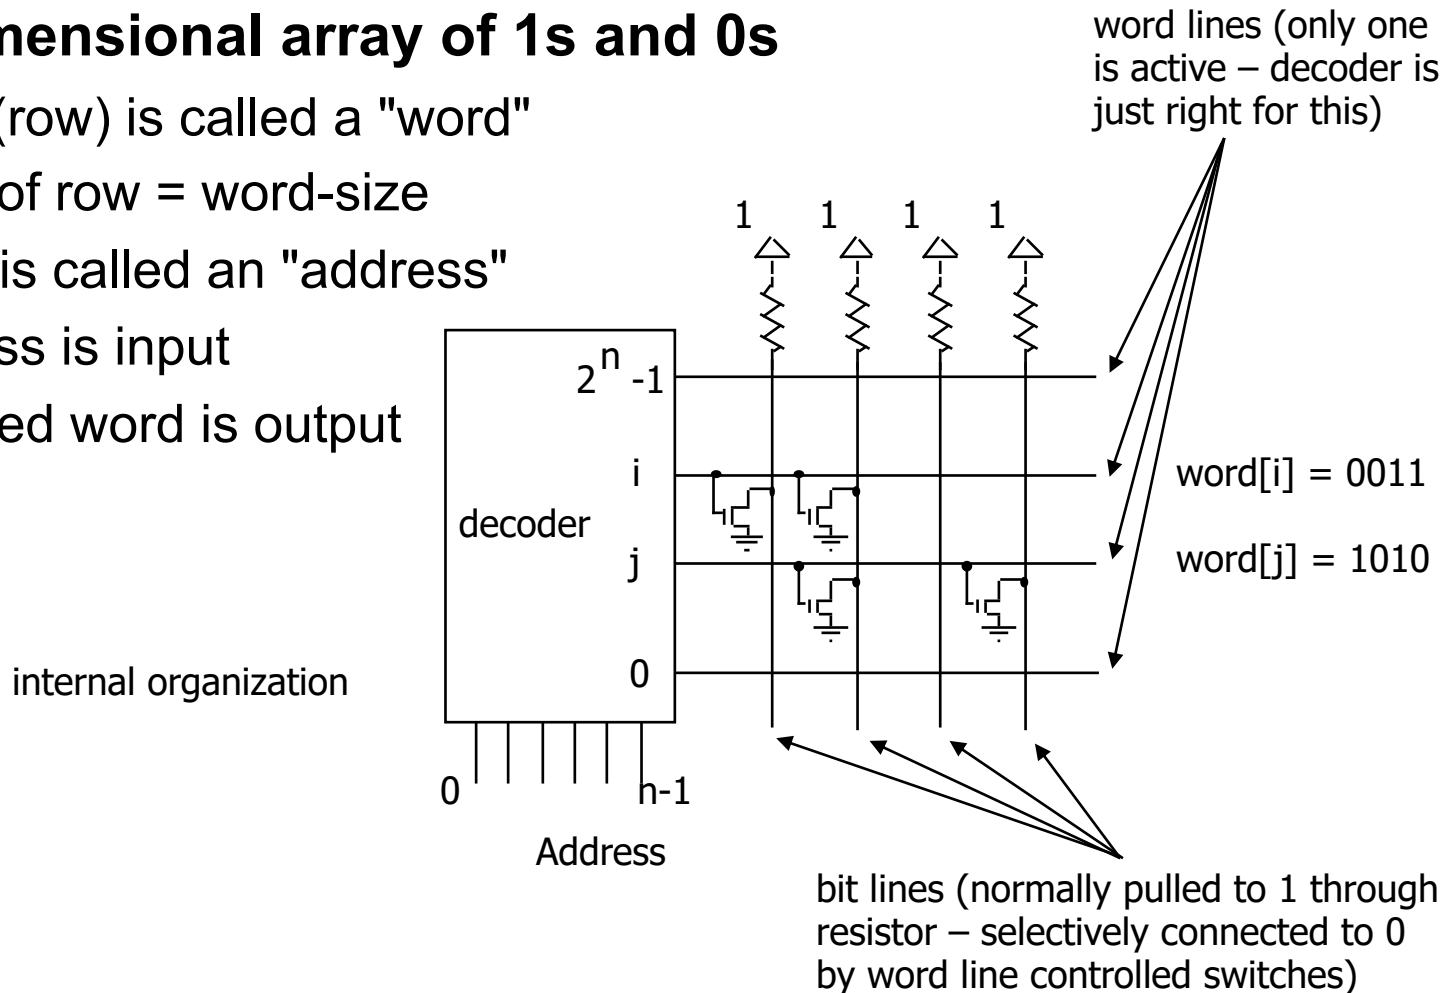 mensional array of 1s and 0s
(row) is called a "word"
of row = word-size
is called an "address"
ss is input
ed word is output
word lines (only one
is active – decoder is
just right for this)
1 1 1 1
2^n -1
i
decoder
j
0
word[i] = 0011
word[j] = 1010
internal organization
0 n-1
Address
bit lines (normally pulled to 1 through
resistor – selectively connected to 0
by word line controlled switches)